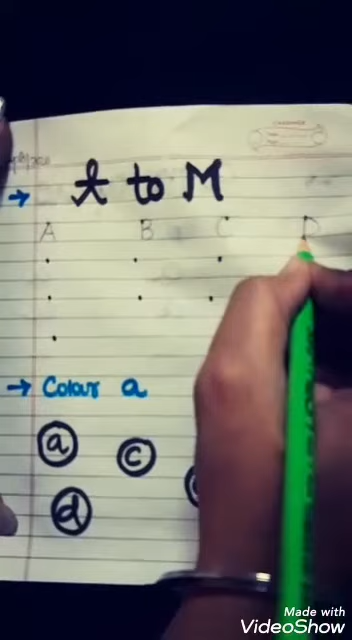 → A to M
A B C D
→ Colour a
a c
d
Made with
VideoShow